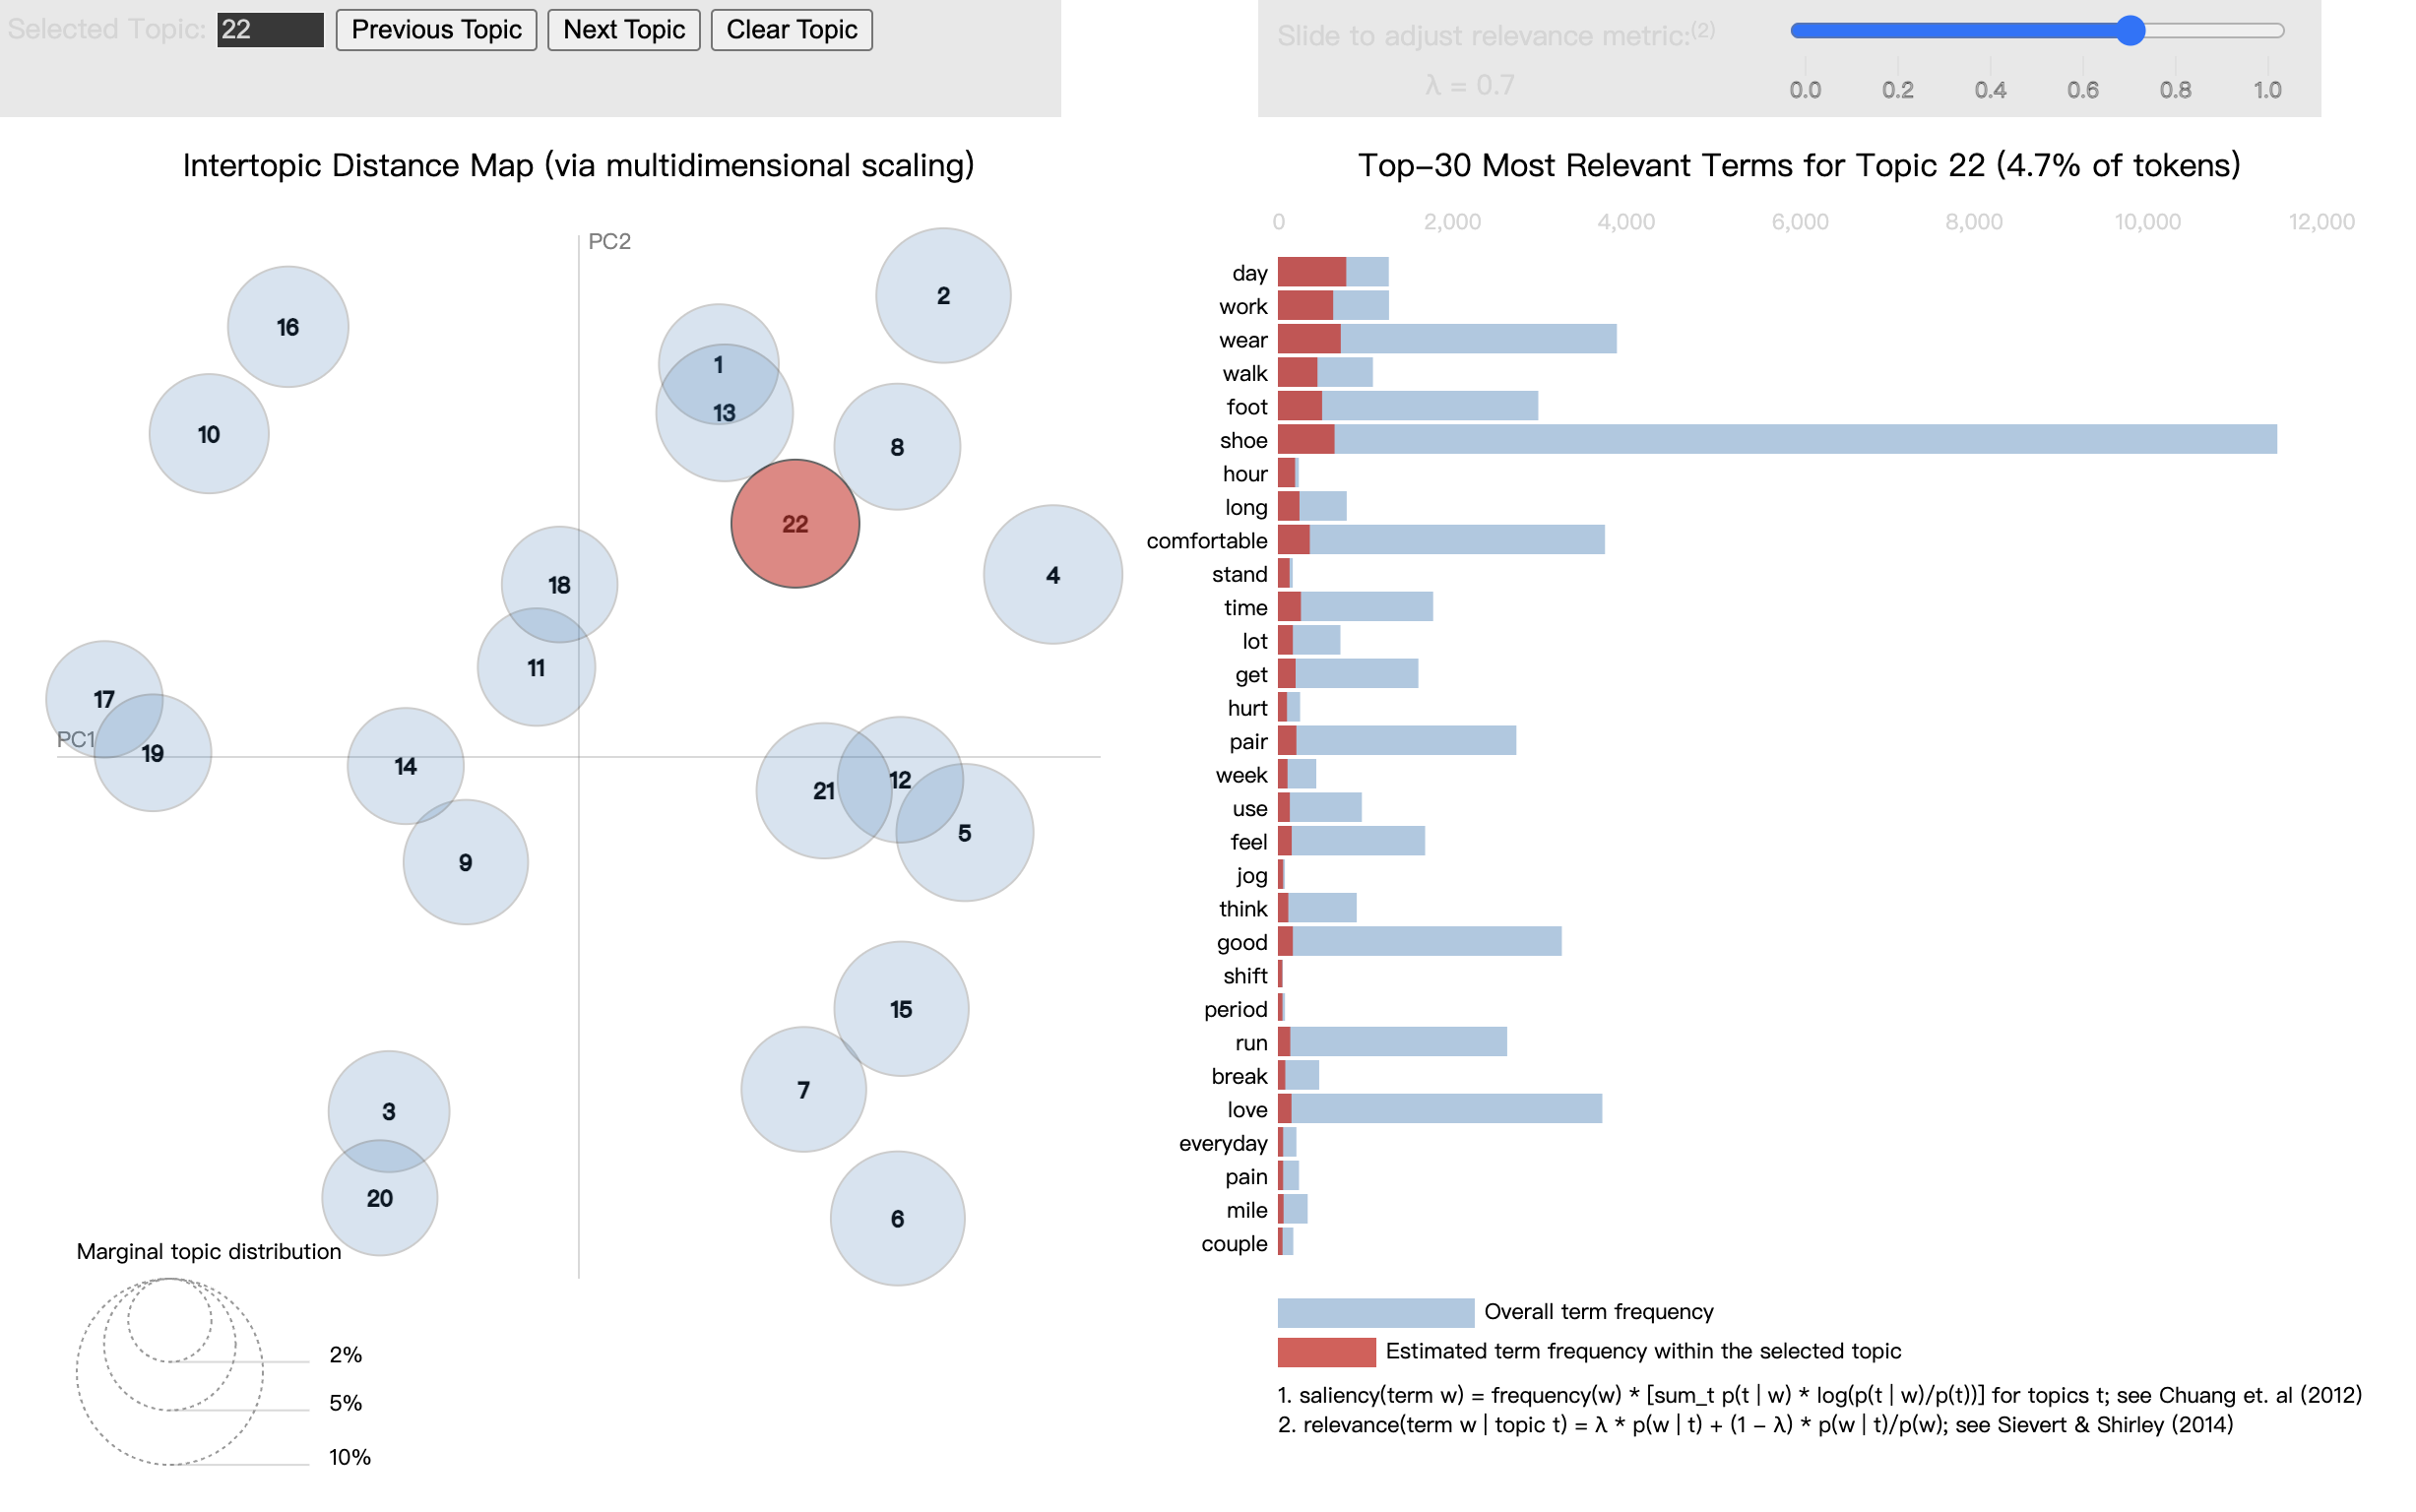 Selected Topic: 22 Previous Topic Next Topic Clear Topic
Slide to adjust relevance metric:(2)
λ = 0.7
0.0 0.2 0.4 0.6 0.8 1.0
Intertopic Distance Map (via multidimensional scaling)
PC2
2
16
1
13
10
8
22
4
18
11
17
PC1
19
14
21
12
5
9
15
7
3
20
6
Marginal topic distribution
2%
5%
10%
Top-30 Most Relevant Terms for Topic 22 (4.7% of tokens)
0 2,000 4,000 6,000 8,000 10,000 12,000
day
work
wear
walk
foot
shoe
hour
long
comfortable
stand
time
lot
get
hurt
pair
week
use
feel
jog
think
good
shift
period
run
break
love
everyday
pain
mile
couple
Overall term frequency
Estimated term frequency within the selected topic
1. saliency(term w) = frequency(w) * [sum_t p(t | w) * log(p(t | w)/p(t))] for topics t; see Chuang et. al (2012)
2. relevance(term w | topic t) = λ * p(w | t) + (1 - λ) * p(w | t)/p(w); see Sievert & Shirley (2014)